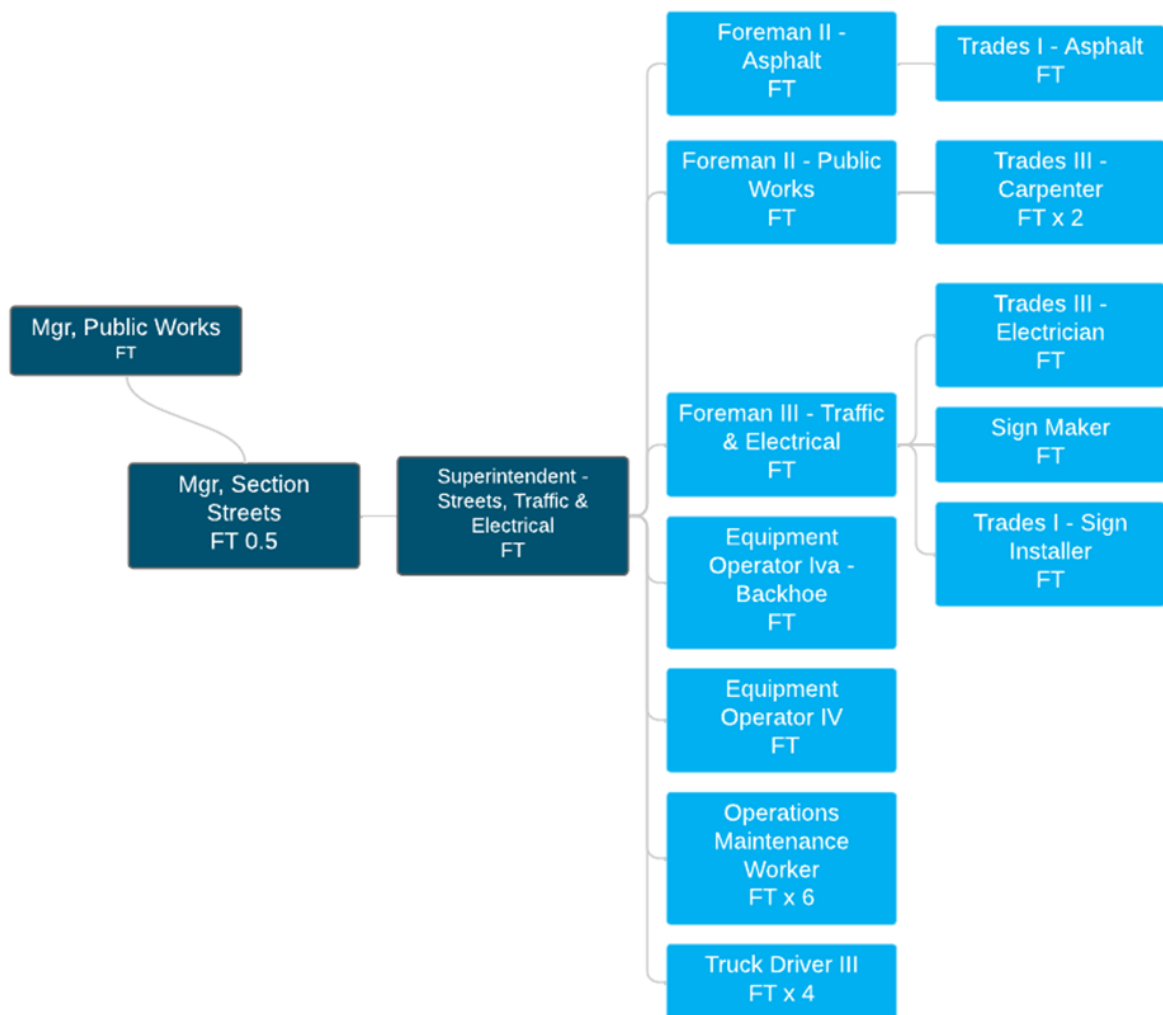 Mgr, Public Works
FT
Mgr, Section
Streets
FT 0.5
Superintendent -
Streets, Traffic &
Electrical
FT
Foreman II -
Asphalt
FT
Trades I - Asphalt
FT
Foreman II - Public
Works
FT
Trades III -
Carpenter
FT x 2
Foreman III - Traffic
& Electrical
FT
Trades III -
Electrician
FT
Sign Maker
FT
Trades I - Sign
Installer
FT
Equipment
Operator Iva -
Backhoe
FT
Equipment
Operator IV
FT
Operations
Maintenance
Worker
FT x 6
Truck Driver III
FT x 4